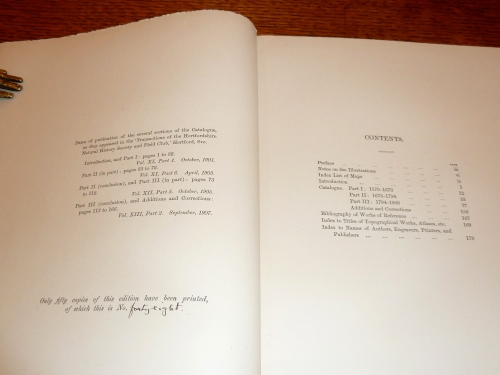 Dates of publication of the several sections of the Catalogue,
as they appeared in the 'Transactions of the Hertfordshire
Natural History Society and Field Club,' Hertford, 8vo.
Introduction, and Part I: pages 1 to
Vol. XI, Part 4. October, 1901.
Part II (in part): pages to
Vol. XI, Part 6. April, 1903.
Part II (conclusion), and Part III (in part): pages 73
to 112.
Vol. XII, Part 5. October, 1905.
Part III (conclusion), and Additions and Corrections:
pages 113 to 166.
Vol. XIII, Part 2. September, 1907.
Only fifty copies of this edition have been printed,
of which this is No. forty-eight.
CONTENTS.
Preface
Notes on the Illustrations
Index List of Maps
Introduction
Catalogue. Part I: 1579-1673 1
Part II: 1675-1794
Part III: 1794-1900
Additions and Corrections
Bibliography of Works of Reference
Index to Titles of Topographical Works, Atlases, etc. 169
Index to Names of Authors, Engravers, Printers, and
Publishers 179